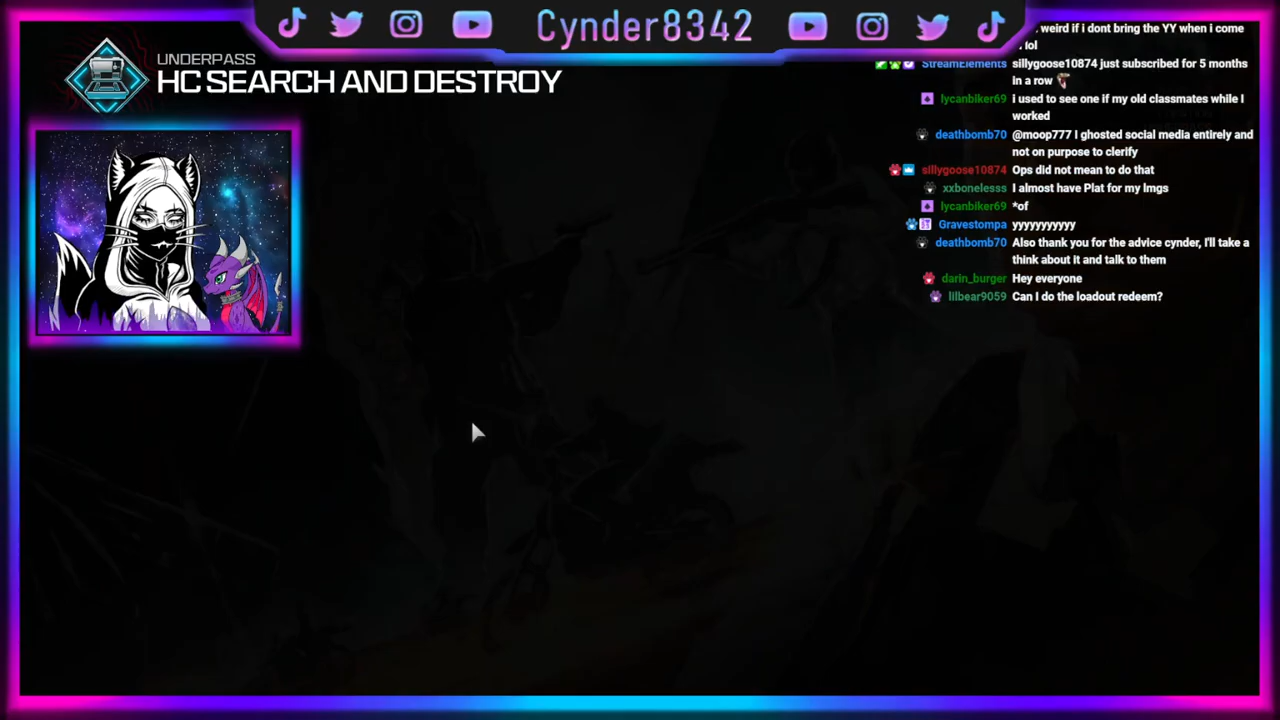 Cynder8342
UNDERPASS
HC SEARCH AND DESTROY
weird if i dont bring the YY when i come
lol
StreamElements sillygoose10874 just subscribed for 5 months
in a row
lycanbiker69 i used to see one if my old classmates while I
worked
deathbomb70 @moop777 I ghosted social media entirely and
not on purpose to clerify
sillygoose10874 Ops did not mean to do that
xxbonelesss I almost have Plat for my lmgs
lycanbiker69 *of
Gravestompa yyyyyyyyyy
deathbomb70 Also thank you for the advice cynder, I'll take a
think about it and talk to them
darin_burger Hey everyone
lilbear9059 Can I do the loadout redeem?